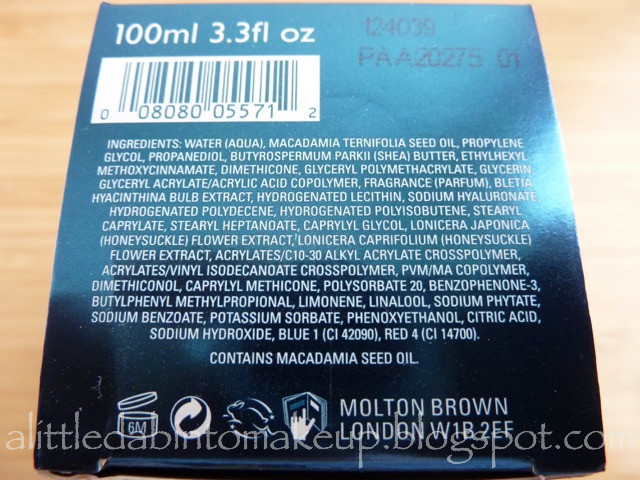 100ml 3.3fl oz
124039
PAA20275 01
0 08080 05571 2
INGREDIENTS: WATER (AQUA), MACADAMIA TERNIFOLIA SEED OIL, PROPYLENE
GLYCOL, PROPANEDIOL, BUTYROSPERMUM PARKII (SHEA) BUTTER, ETHYLHEXYL
METHOXYCINNAMATE, DIMETHICONE, GLYCERYL POLYMETHACRYLATE, GLYCERIN
GLYCERYL ACRYLATE/ACRYLIC ACID COPOLYMER, FRAGRANCE (PARFUM), BLETIA
HYACINTHINA BULB EXTRACT, HYDROGENATED LECITHIN, SODIUM HYALURONATE,
HYDROGENATED POLYDECENE, HYDROGENATED POLYISOBUTENE, STEARYL
CAPRYLATE, STEARYL HEPTANOATE, CAPRYLYL GLYCOL, LONICERA JAPONICA
(HONEYSUCKLE) FLOWER EXTRACT, LONICERA CAPRIFOLIUM (HONEYSUCKLE)
FLOWER EXTRACT, ACRYLATES/C10-30 ALKYL ACRYLATE CROSSPOLYMER,
ACRYLATES/VINYL ISODECANOATE CROSSPOLYMER, PVM/MA COPOLYMER,
DIMETHICONOL, CAPRYLYL METHICONE, POLYSORBATE 20, BENZOPHENONE-3,
BUTYLPHENYL METHYLPROPIONAL, LIMONENE, LINALOOL, SODIUM PHYTATE,
SODIUM BENZOATE, POTASSIUM SORBATE, PHENOXYETHANOL, CITRIC ACID,
SODIUM HYDROXIDE, BLUE 1 (CI 42090), RED 4 (CI 14700).
CONTAINS MACADAMIA SEED OIL.
6M
MOLTON BROWN
LONDON W1B 2EF
alittledabintomakeup.blogspot.com